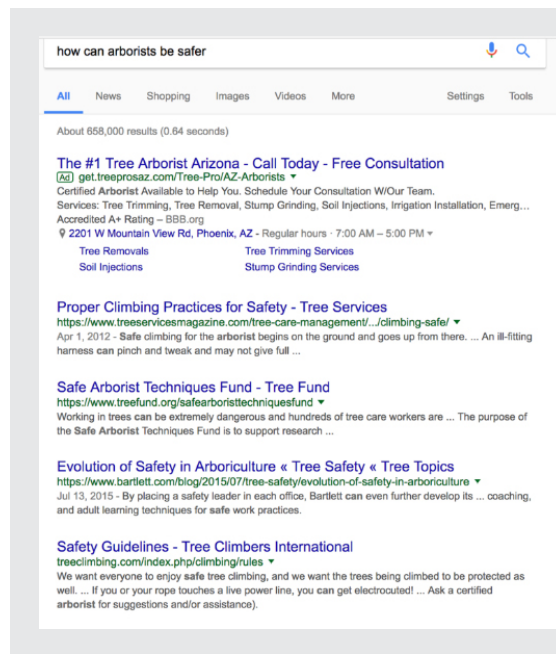 how can arborists be safer
All News Shopping Images Videos More Settings Tools
About 658,000 results (0.64 seconds)
The #1 Tree Arborist Arizona - Call Today - Free Consultation
Ad get.treeprosaz.com/Tree-Pro/AZ-Arborists
Certified Arborist Available to Help You. Schedule Your Consultation W/Our Team.
Services: Tree Trimming, Tree Removal, Stump Grinding, Soil Injections, Irrigation Installation, Emerg...
Accredited A+ Rating – BBB.org
2201 W Mountain View Rd, Phoenix, AZ - Regular hours · 7:00 AM – 5:00 PM
Tree Removals Tree Trimming Services
Soil Injections Stump Grinding Services
Proper Climbing Practices for Safety - Tree Services
https://www.treeservicesmagazine.com/tree-care-management/.../climbing-safe/
Apr 1, 2012 - Safe climbing for the arborist begins on the ground and goes up from there. ... An ill-fitting
harness can pinch and tweak and may not give full ...
Safe Arborist Techniques Fund - Tree Fund
https://www.treefund.org/safearboristtechniquesfund
Working in trees can be extremely dangerous and hundreds of tree care workers are ... The purpose of
the Safe Arborist Techniques Fund is to support research ...
Evolution of Safety in Arboriculture « Tree Safety « Tree Topics
https://www.bartlett.com/blog/2015/07/tree-safety/evolution-of-safety-in-arboriculture
Jul 13, 2015 - By placing a safety leader in each office, Bartlett can even further develop its ... coaching,
and adult learning techniques for safe work practices.
Safety Guidelines - Tree Climbers International
treeclimbing.com/index.php/climbing/rules
We want everyone to enjoy safe tree climbing, and we want the trees being climbed to be protected as
well. ... If you or your rope touches a live power line, you can get electrocuted! ... Ask a certified
arborist for suggestions and/or assistance).